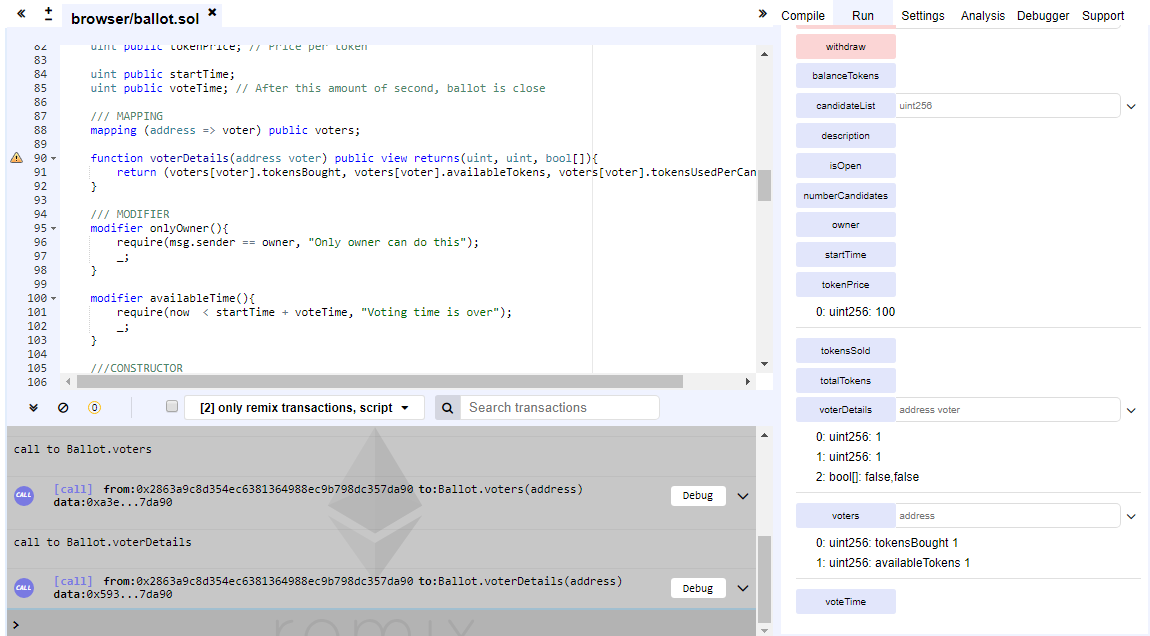 browser/ballot.sol
Compile Run Settings Analysis Debugger Support
82 uint public tokenPrice; // Price per token
83
84 uint public startTime;
85 uint public voteTime; // After this amount of second, ballot is close
86
87 /// MAPPING
88 mapping (address => voter) public voters;
89
90 function voterDetails(address voter) public view returns(uint, uint, bool[]){
91 return (voters[voter].tokensBought, voters[voter].availableTokens, voters[voter].tokensUsedPerCan
92 }
93
94 /// MODIFIER
95 modifier onlyOwner(){
96 require(msg.sender == owner, "Only owner can do this");
97 _;
98 }
99
100 modifier availableTime(){
101 require(now  < startTime + voteTime, "Voting time is over");
102 _;
103 }
104
105 ///CONSTRUCTOR
106
0
[2] only remix transactions, script
Search transactions
call to Ballot.voters
CALL
[call] from:0x2863a9c8d354ec6381364988ec9b798dc357da90 to:Ballot.voters(address)
data:0xa3e...7da90
Debug
call to Ballot.voterDetails
CALL
[call] from:0x2863a9c8d354ec6381364988ec9b798dc357da90 to:Ballot.voterDetails(address)
data:0x593...7da90
Debug
>
remix
withdraw
balanceTokens
candidateList uint256
description
isOpen
numberCandidates
owner
startTime
tokenPrice
0: uint256: 100
tokensSold
totalTokens
voterDetails address voter
0: uint256: 1
1: uint256: 1
2: bool[]: false,false
voters address
0: uint256: tokensBought 1
1: uint256: availableTokens 1
voteTime